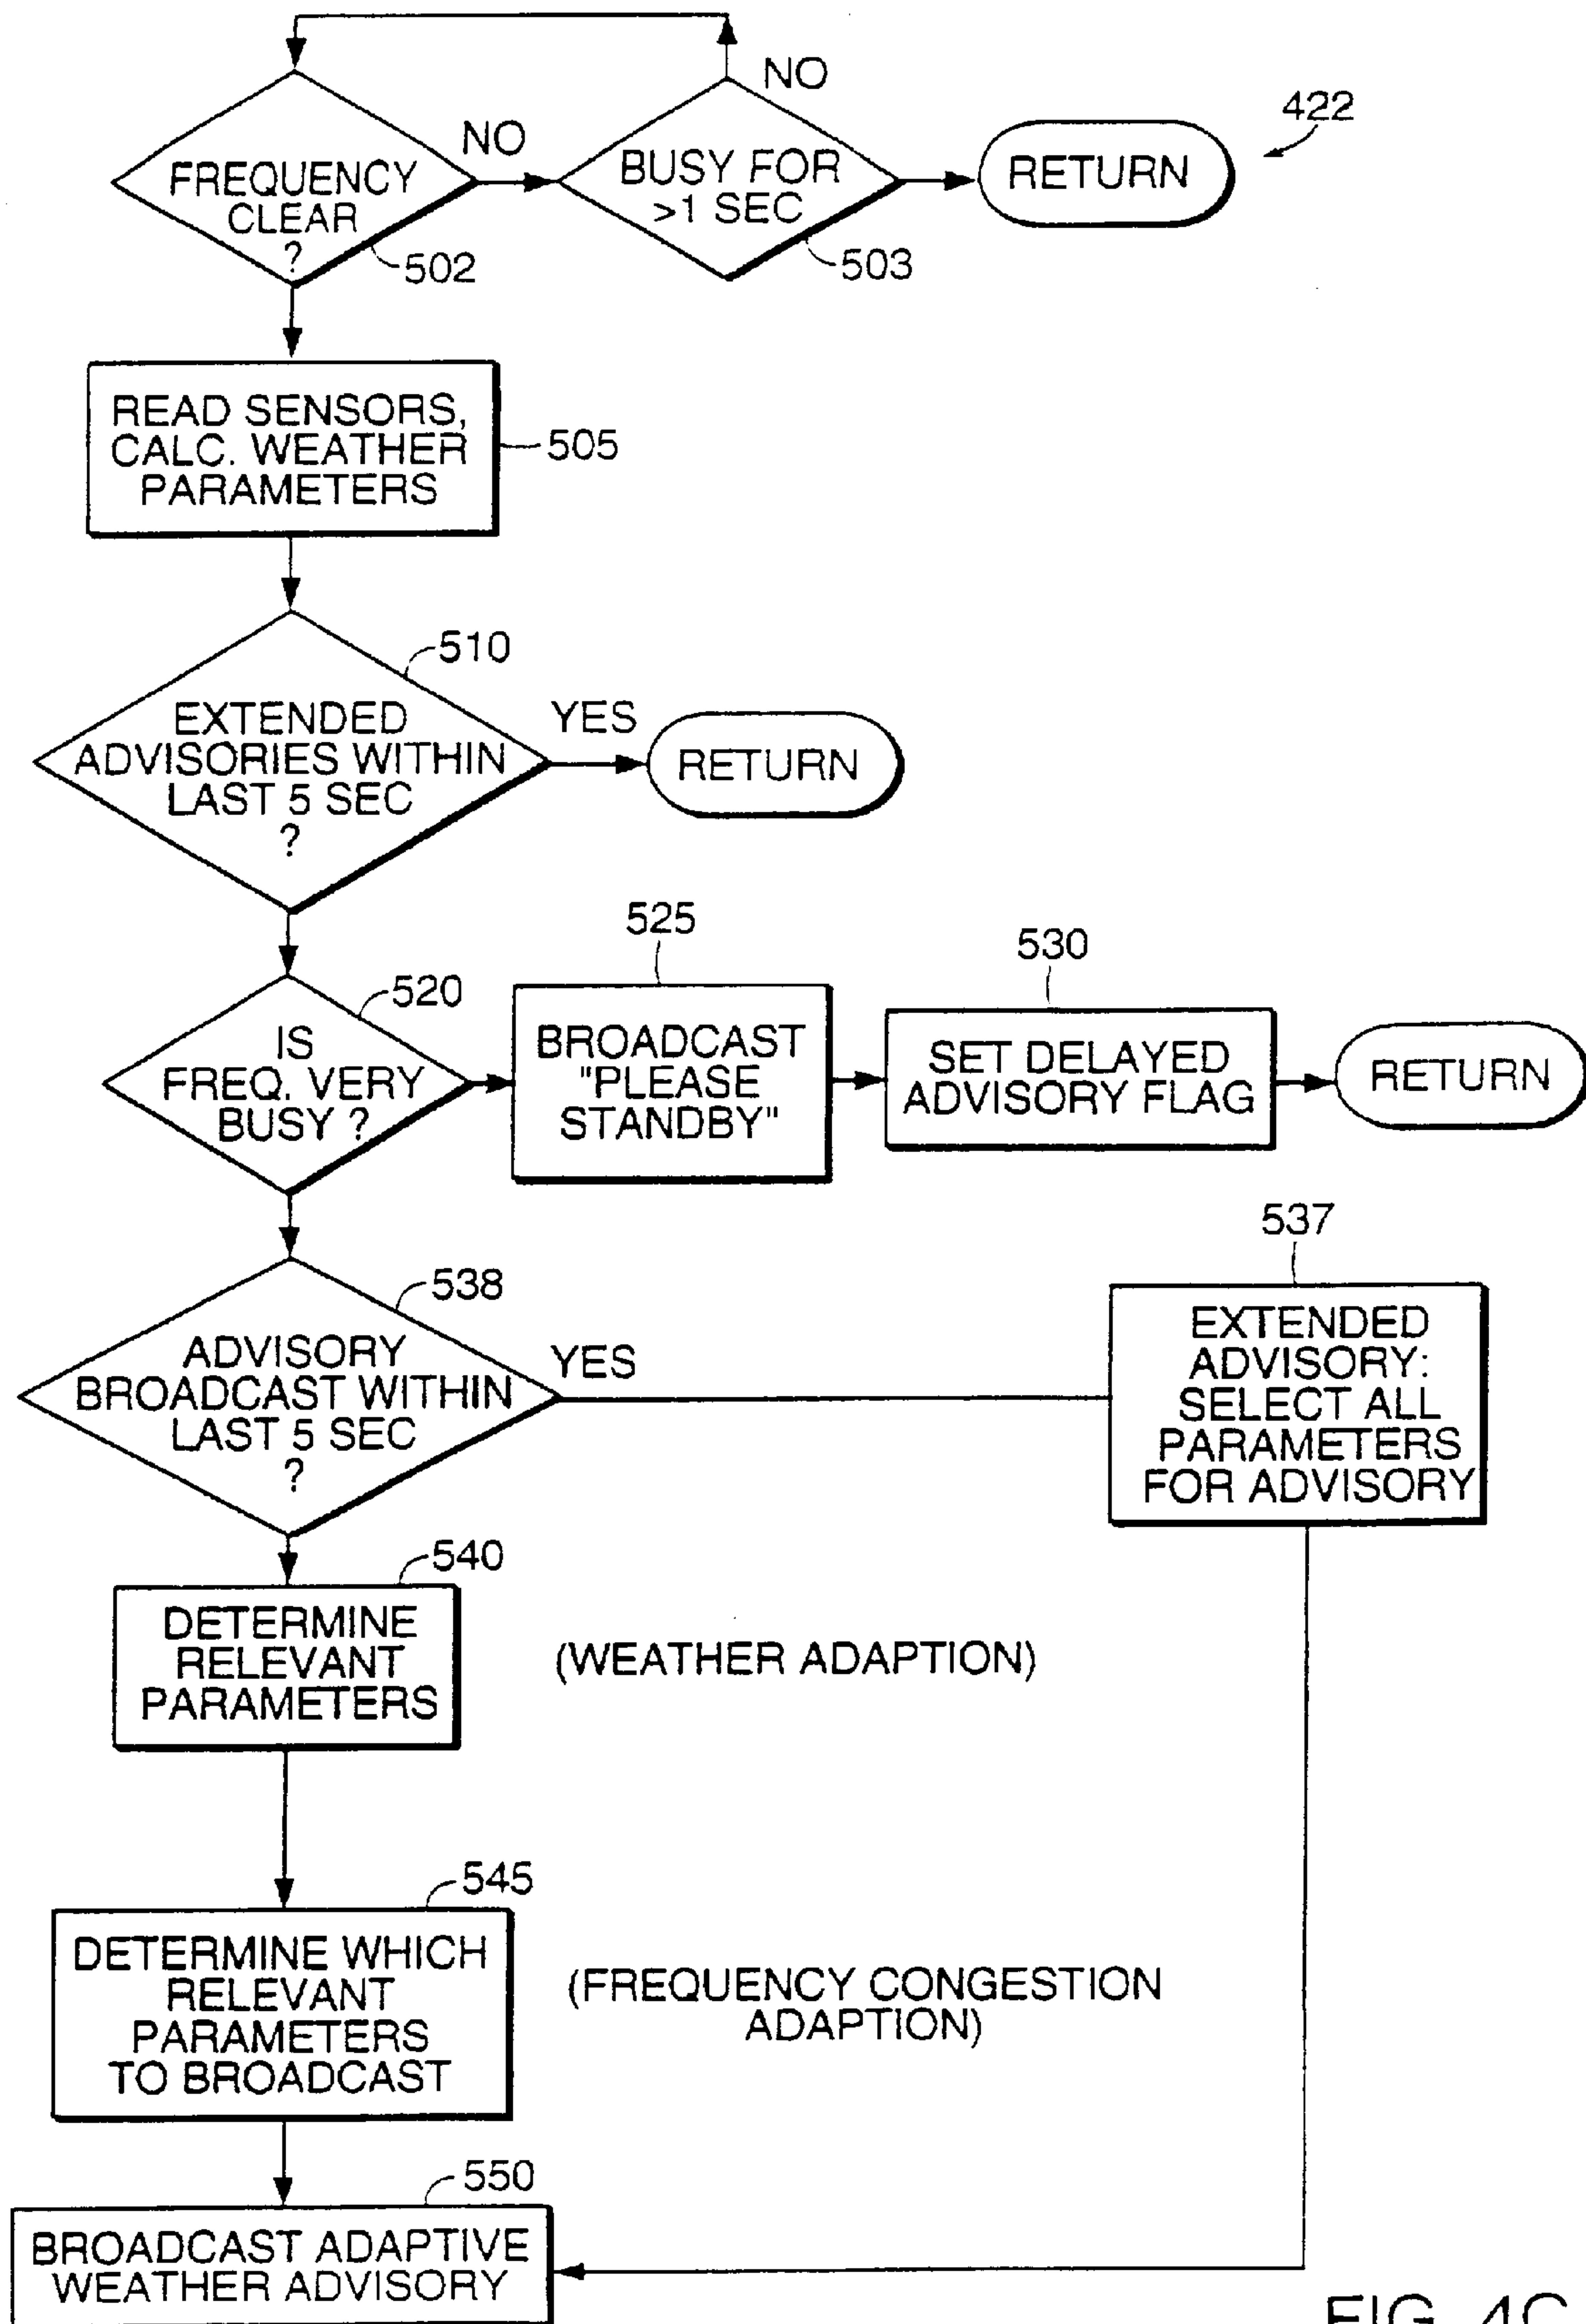 NO
422
NO
FREQUENCY
CLEAR
?
502
BUSY FOR
>1 SEC
503
RETURN
READ SENSORS,
CALC. WEATHER
PARAMETERS
505
510
EXTENDED
ADVISORIES WITHIN
LAST 5 SEC
?
YES
RETURN
520
IS
FREQ. VERY
BUSY ?
525
BROADCAST
"PLEASE
STANDBY"
530
SET DELAYED
ADVISORY FLAG
RETURN
538
ADVISORY
BROADCAST WITHIN
LAST 5 SEC
?
YES
537
EXTENDED
ADVISORY:
SELECT ALL
PARAMETERS
FOR ADVISORY
540
DETERMINE
RELEVANT
PARAMETERS
(WEATHER ADAPTION)
545
DETERMINE WHICH
RELEVANT
PARAMETERS
TO BROADCAST
(FREQUENCY CONGESTION
ADAPTION)
550
BROADCAST ADAPTIVE
WEATHER ADVISORY
FIG. 4C